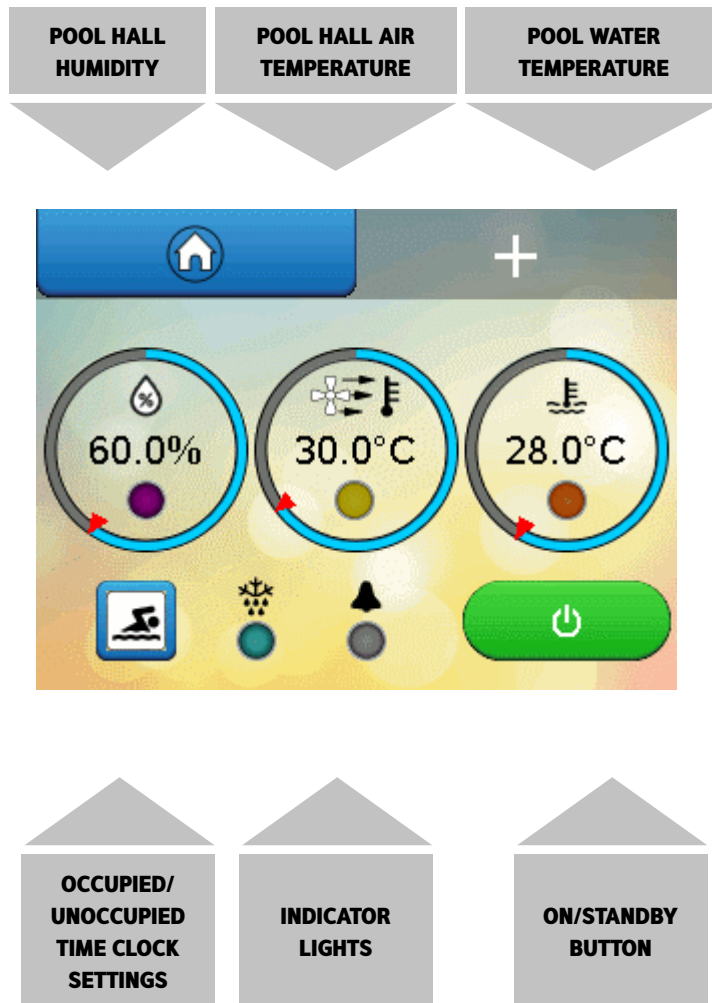 POOL HALL
HUMIDITY
POOL HALL AIR
TEMPERATURE
POOL WATER
TEMPERATURE
%
60.0%
30.0°C
28.0°C
OCCUPIED/
UNOCCUPIED
TIME CLOCK
SETTINGS
INDICATOR
LIGHTS
ON/STANDBY
BUTTON